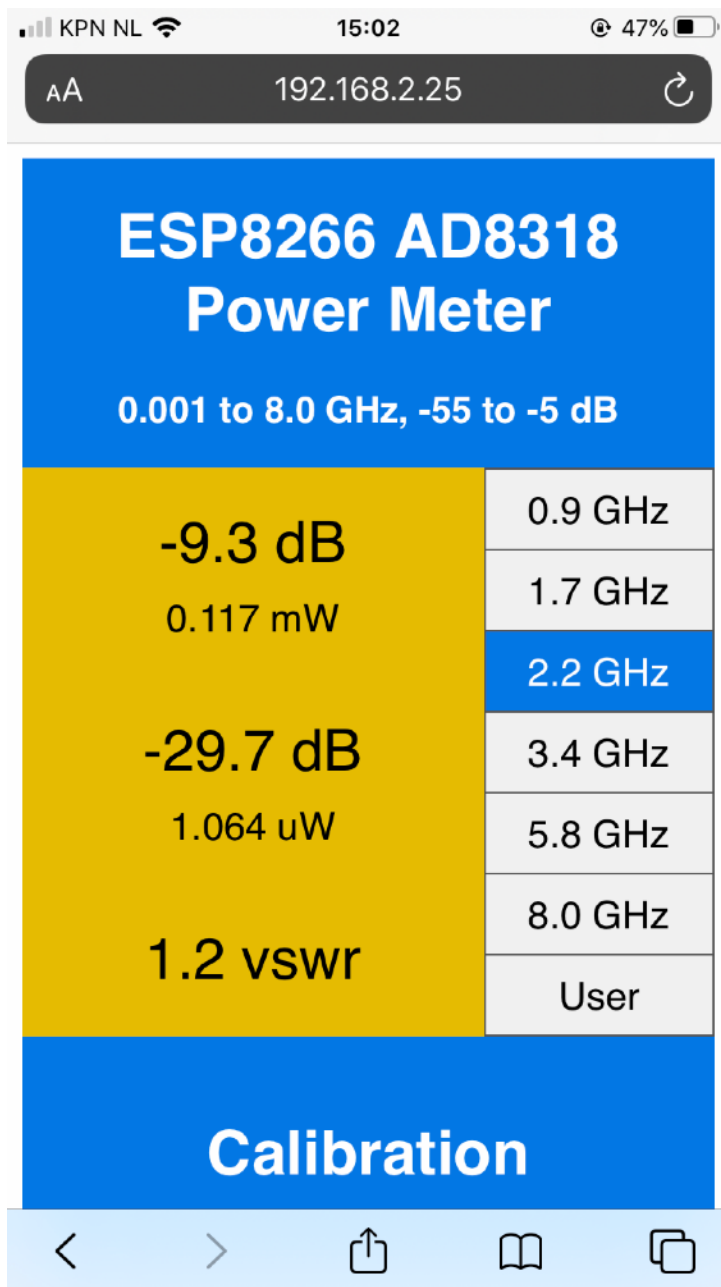 KPN NL 15:02 47%
AA 192.168.2.25
ESP8266 AD8318
Power Meter
0.001 to 8.0 GHz, -55 to -5 dB
-9.3 dB
0.117 mW
-29.7 dB
1.064 uW
1.2 vswr
0.9 GHz
1.7 GHz
2.2 GHz
3.4 GHz
5.8 GHz
8.0 GHz
User
Calibration